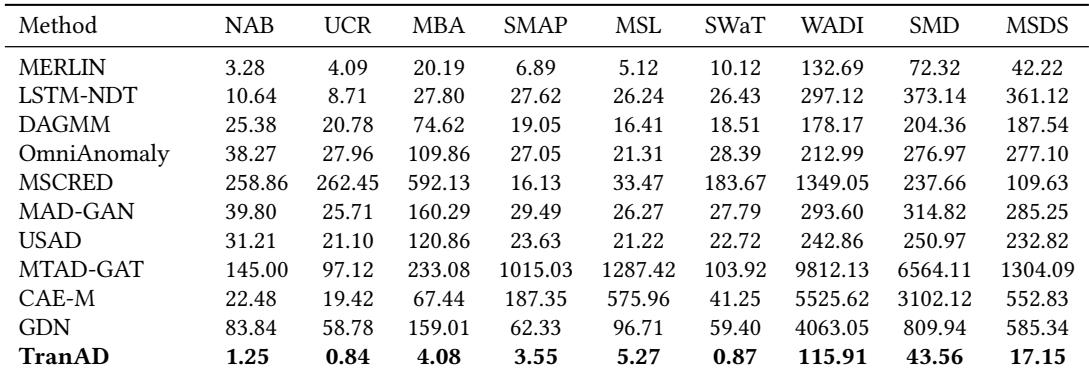 Method NAB UCR MBA SMAP MSL SWaT WADI SMD MSDS
MERLIN 3.28 4.09 20.19 6.89 5.12 10.12 132.69 72.32 42.22
LSTM-NDT 10.64 8.71 27.80 27.62 26.24 26.43 297.12 373.14 361.12
DAGMM 25.38 20.78 74.62 19.05 16.41 18.51 178.17 204.36 187.54
OmniAnomaly 38.27 27.96 109.86 27.05 21.31 28.39 212.99 276.97 277.10
MSCRED 258.86 262.45 592.13 16.13 33.47 183.67 1349.05 237.66 109.63
MAD-GAN 39.80 25.71 160.29 29.49 26.27 27.79 293.60 314.82 285.25
USAD 31.21 21.10 120.86 23.63 21.22 22.72 242.86 250.97 232.82
MTAD-GAT 145.00 97.12 233.08 1015.03 1287.42 103.92 9812.13 6564.11 1304.09
CAE-M 22.48 19.42 67.44 187.35 575.96 41.25 5525.62 3102.12 552.83
GDN 83.84 58.78 159.01 62.33 96.71 59.40 4063.05 809.94 585.34
TranAD 1.25 0.84 4.08 3.55 5.27 0.87 115.91 43.56 17.15